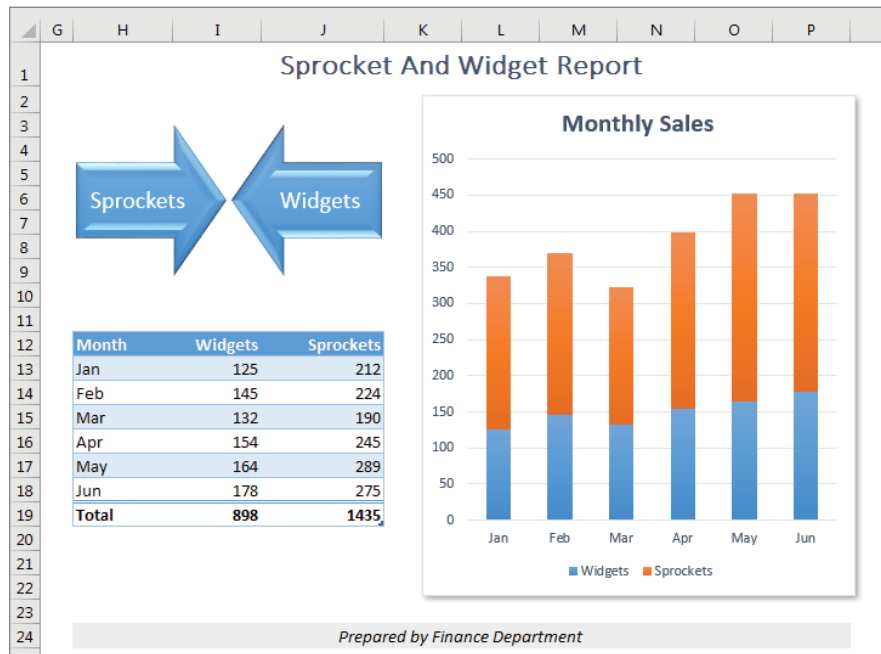 G H I J K L M N O P
1 Sprocket And Widget Report
2
3 Monthly Sales
4
5 500
6 Sprockets Widgets 450
7 400
8 350
9 300
10 250
11 200
12 Month Widgets Sprockets 150
13 Jan 125 212 100
14 Feb 145 224 50
15 Mar 132 190 0
16 Apr 154 245
17 May 164 289
18 Jun 178 275
19 Total 898 1435
20 Jan Feb Mar Apr May Jun
21
22 Widgets Sprockets
23
24 Prepared by Finance Department